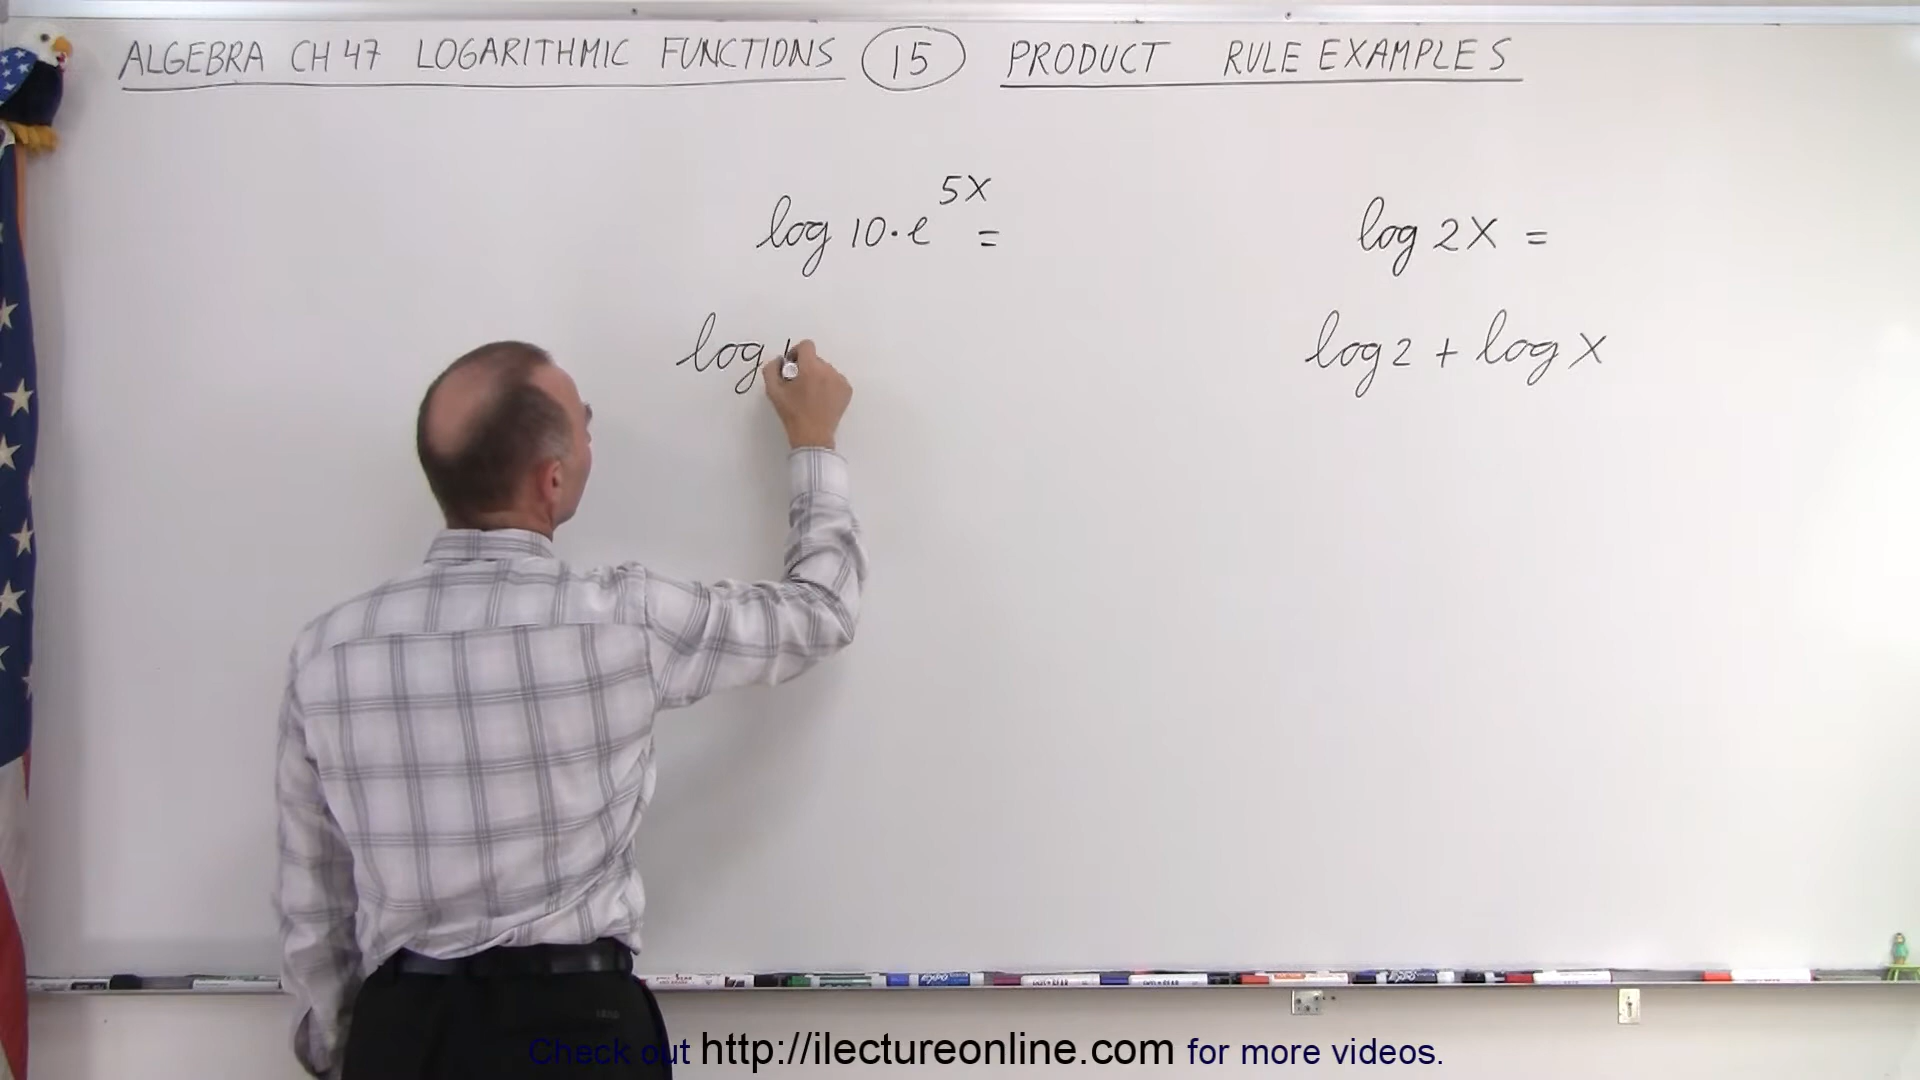 ALGEBRA CH 47 LOGARITHMIC FUNCTIONS 15 PRODUCT RULE EXAMPLES
log 10·e^5X =
log 2X =
log 1
log 2 + log X
Check out http://ilectureonline.com for more videos.